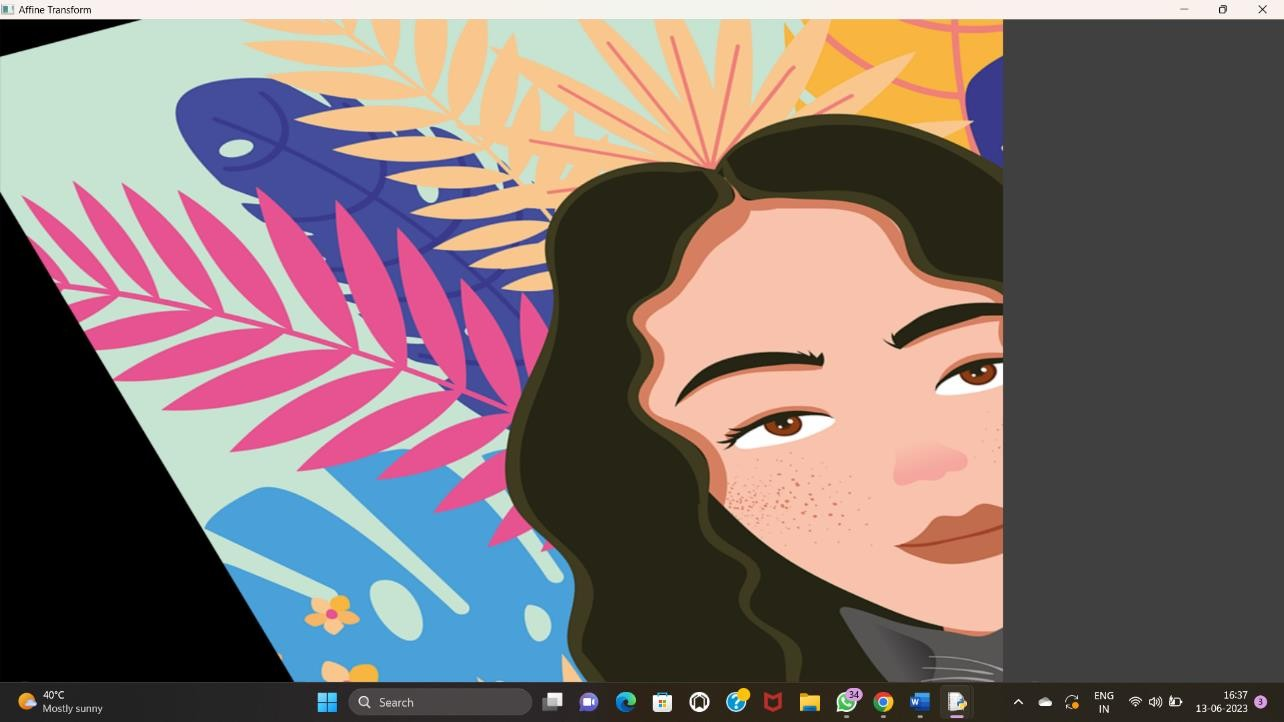 Affine Transform
40°C
Mostly sunny
Search
34
W
ENG
IN
16:37
13-06-2023
3